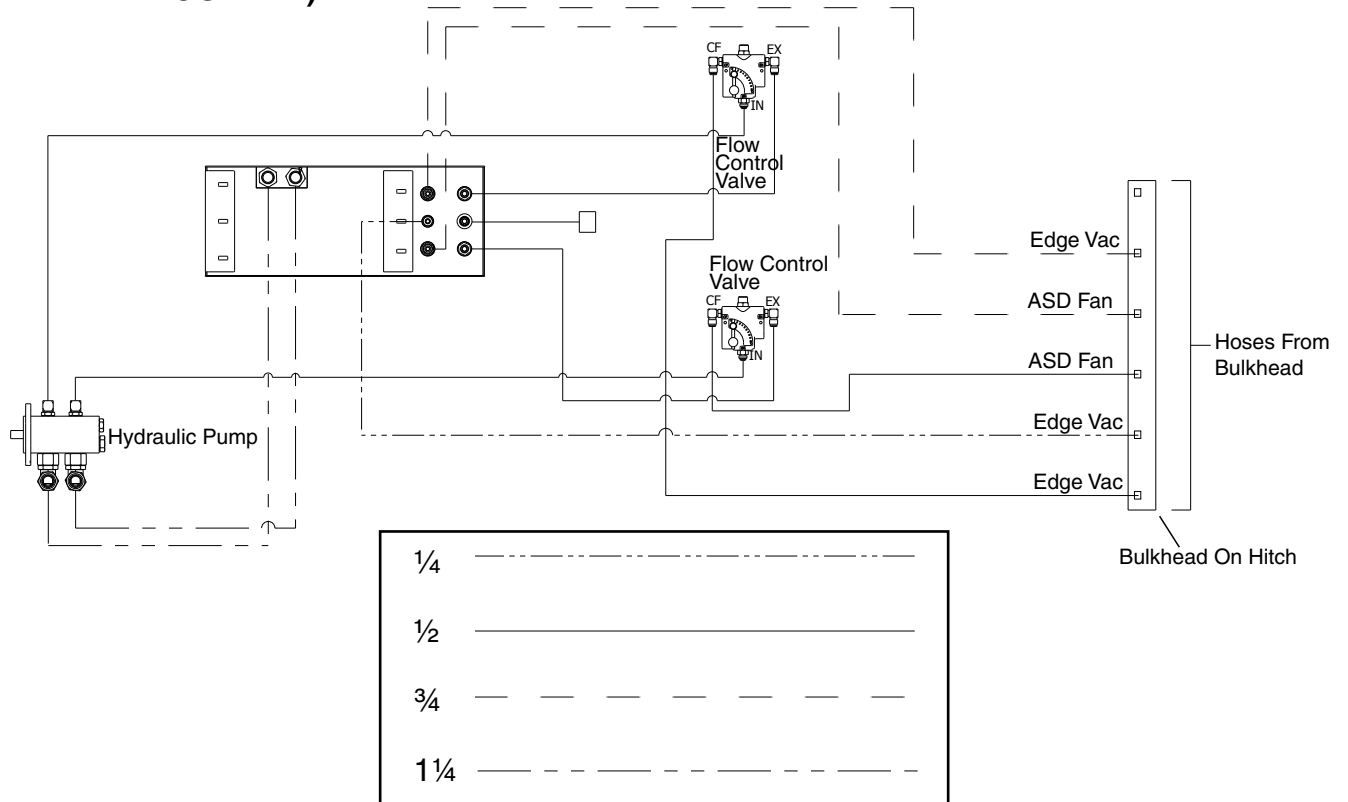 CF
EX
IN
Flow
Control
Valve
Edge Vac
Flow Control
Valve
CF
EX
IN
ASD Fan
ASD Fan
Hoses From
Bulkhead
Edge Vac
Hydraulic Pump
Edge Vac
Bulkhead On Hitch
¼
½
¾
1¼